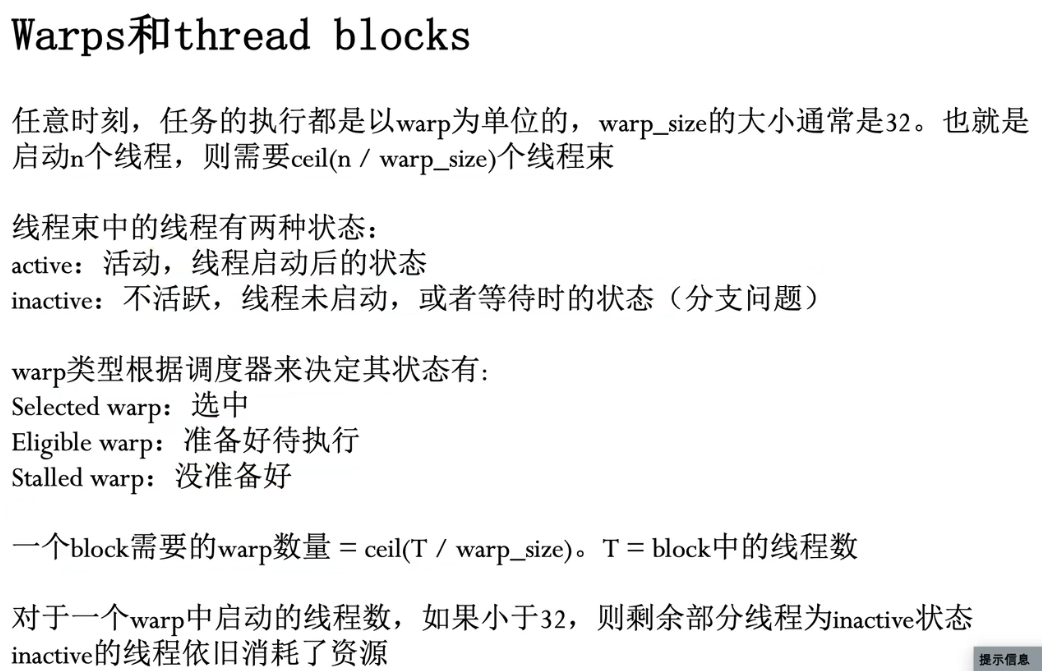 Warps和thread blocks
任意时刻，任务的执行都是以warp为单位的，warp_size的大小通常是32。也就是
启动n个线程，则需要ceil(n / warp_size)个线程束
线程束中的线程有两种状态：
active：活动，线程启动后的状态
inactive：不活跃，线程未启动，或者等待时的状态（分支问题）
warp类型根据调度器来决定其状态有:
Selected warp：选中
Eligible warp：准备好待执行
Stalled warp：没准备好
一个block需要的warp数量 = ceil(T / warp_size)。T = block中的线程数
对于一个warp中启动的线程数，如果小于32，则剩余部分线程为inactive状态
inactive的线程依旧消耗了资源
提示信息